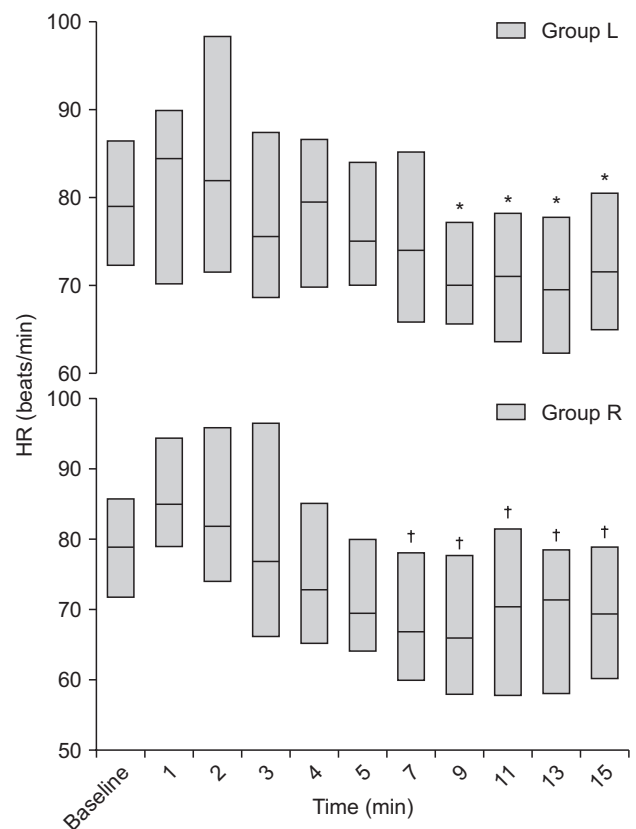 100
Group L
90
80
* * * *
70
60
HR (beats/min)
100
Group R
90
80
† † † † †
70
60
50
Baseline 1 2 3 4 5 7 9 11 13 15
Time (min)